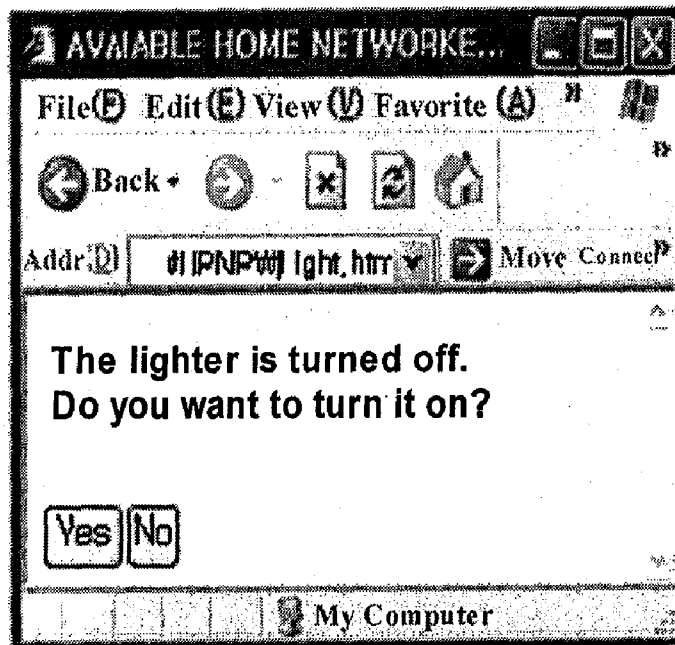 AVAIABLE HOME NETWORKE...
File(F) Edit(E) View(V) Favorite (A) »
Back
»
Addr(D) Move Connect »
The lighter is turned off.
Do you want to turn it on?
Yes No
My Computer